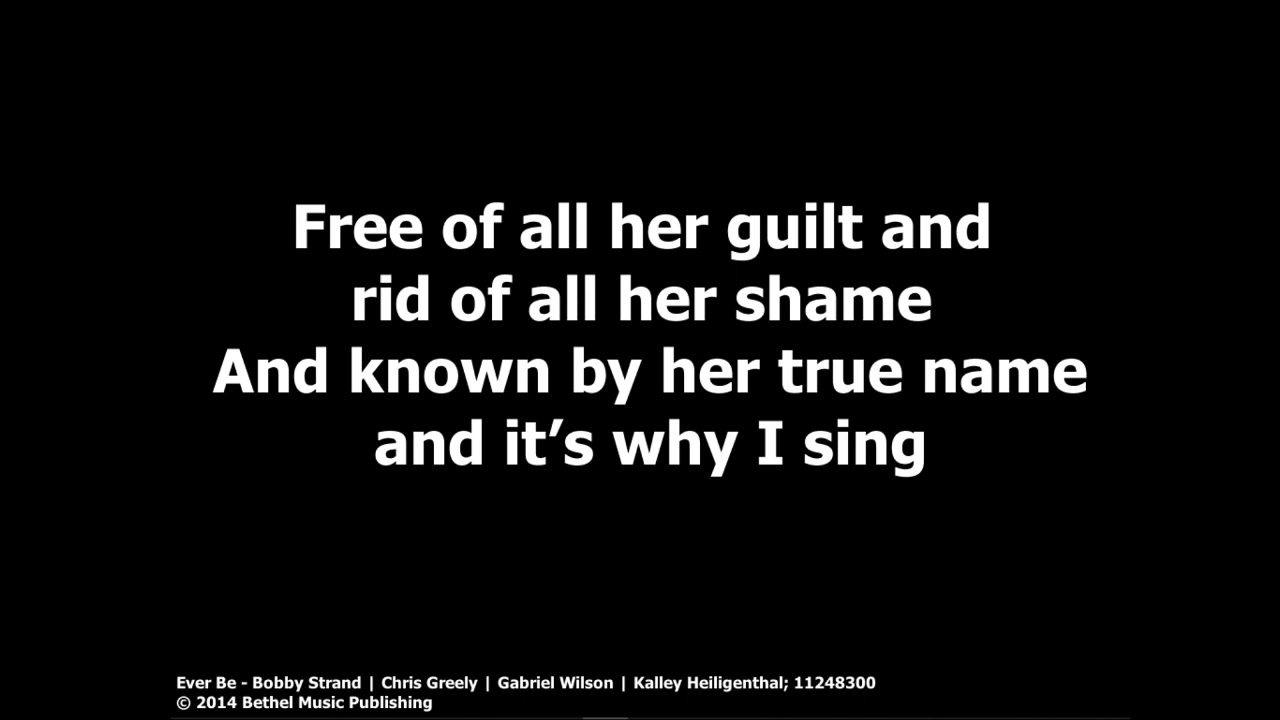 Free of all her guilt and
rid of all her shame
And known by her true name
and it’s why I sing
Ever Be - Bobby Strand | Chris Greely | Gabriel Wilson | Kalley Heiligenthal; 11248300
© 2014 Bethel Music Publishing